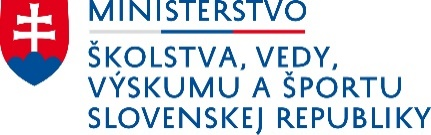 MINISTERSTVO
ŠKOLSTVA, VEDY,
VÝSKUMU A ŠPORTU
SLOVENSKEJ REPUBLIKY